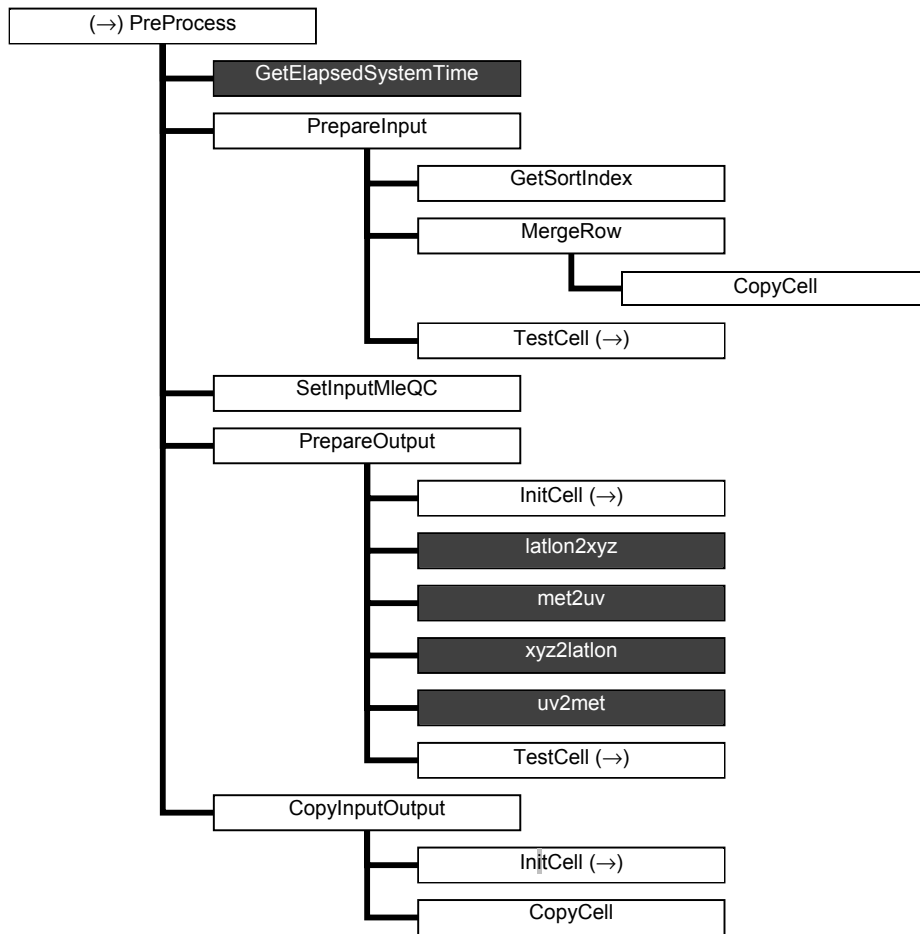 (→) PreProcess
GetElapsedSystemTime
PrepareInput
GetSortIndex
MergeRow
CopyCell
TestCell (→)
SetInputMleQC
PrepareOutput
InitCell (→)
latlon2xyz
met2uv
xyz2latlon
uv2met
TestCell (→)
CopyInputOutput
InitCell (→)
CopyCell